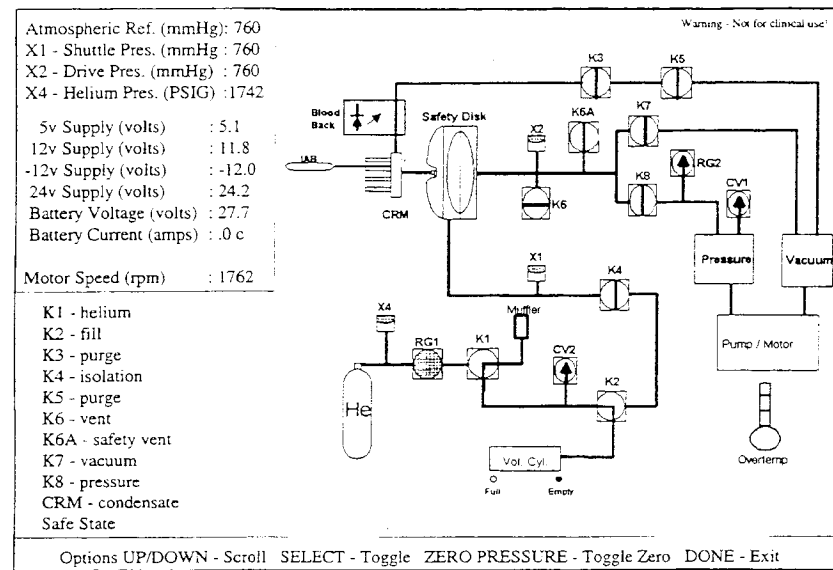 Atmospheric Ref. (mmHg): 760
X1 - Shuttle Pres. (mmHg : 760
X2 - Drive Pres. (mmHg) : 760
X4 - Helium Pres. (PSIG) :1742
5v Supply (volts) : 5.1
12v Supply (volts) : 11.8
-12v Supply (volts) : -12.0
24v Supply (volts) : 24.2
Battery Voltage (volts) : 27.7
Battery Current (amps) : .0 c
Motor Speed (rpm) : 1762
K1 - helium
K2 - fill
K3 - purge
K4 - isolation
K5 - purge
K6 - vent
K6A - safety vent
K7 - vacuum
K8 - pressure
CRM - condensate
Safe State
Warning - Not for clinical use!
K3
K5
Blood
Back
Safety Disk
K6A
X2
K7
IAB
RG2
K8
CV1
K6
CRM
Pressure
Vacuum
X1
K4
Muffler
X4
RG1
K1
CV2
K2
Pump / Motor
He
Vol. Cyl.
Full
Empty
Overtemp
Options UP/DOWN - Scroll SELECT - Toggle ZERO PRESSURE - Toggle Zero DONE - Exit